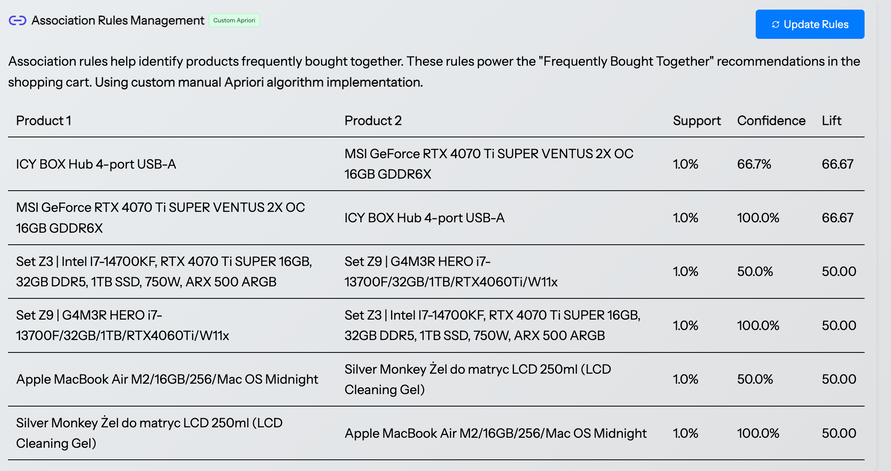 Association Rules Management Custom Apriori
Update Rules
Association rules help identify products frequently bought together. These rules power the "Frequently Bought Together" recommendations in the
shopping cart. Using custom manual Apriori algorithm implementation.
Product 1 Product 2 Support Confidence Lift
ICY BOX Hub 4-port USB-A
MSI GeForce RTX 4070 Ti SUPER VENTUS 2X OC
16GB GDDR6X
1.0% 66.7% 66.67
MSI GeForce RTX 4070 Ti SUPER VENTUS 2X OC
16GB GDDR6X
ICY BOX Hub 4-port USB-A
1.0% 100.0% 66.67
Set Z3 | Intel I7-14700KF, RTX 4070 Ti SUPER 16GB,
32GB DDR5, 1TB SSD, 750W, ARX 500 ARGB
Set Z9 | G4M3R HERO i7-
13700F/32GB/1TB/RTX4060Ti/W11x
1.0% 50.0% 50.00
Set Z9 | G4M3R HERO i7-
13700F/32GB/1TB/RTX4060Ti/W11x
Set Z3 | Intel I7-14700KF, RTX 4070 Ti SUPER 16GB,
32GB DDR5, 1TB SSD, 750W, ARX 500 ARGB
1.0% 100.0% 50.00
Apple MacBook Air M2/16GB/256/Mac OS Midnight
Silver Monkey Żel do matryc LCD 250ml (LCD
Cleaning Gel)
1.0% 50.0% 50.00
Silver Monkey Żel do matryc LCD 250ml (LCD
Cleaning Gel)
Apple MacBook Air M2/16GB/256/Mac OS Midnight
1.0% 100.0% 50.00